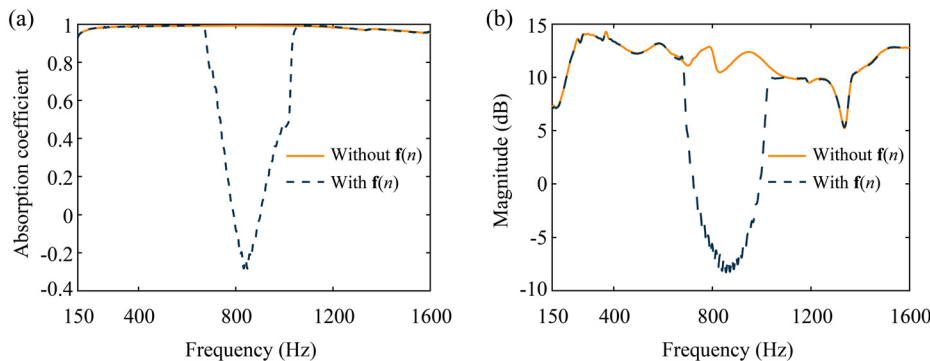 (a)
1
0.8
0.6
0.4
0.2
0
-0.2
-0.4
Absorption coefficient
Without f(n)
With f(n)
150 400 800 1200 1600
Frequency (Hz)
(b)
15
10
5
0
-5
-10
Magnitude (dB)
Without f(n)
With f(n)
150 400 800 1200 1600
Frequency (Hz)